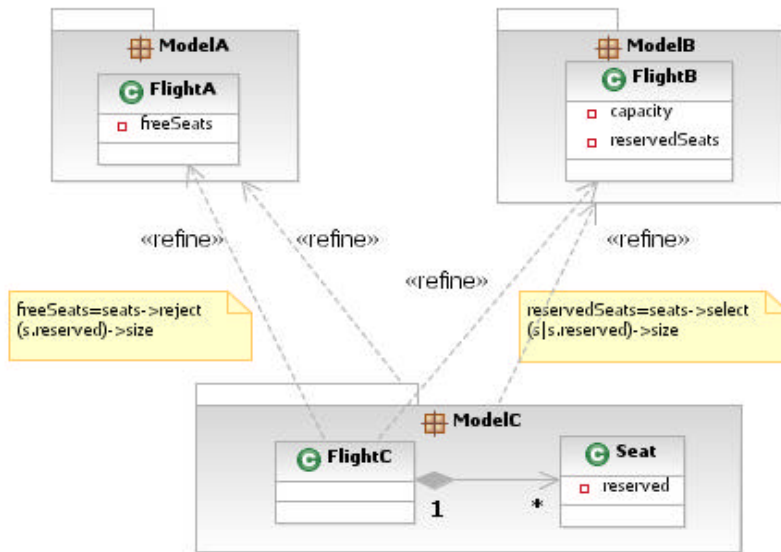 ModelA
FlightA
freeSeats
ModelB
FlightB
capacity
reservedSeats
«refine»
«refine»
«refine»
«refine»
freeSeats=seats->reject
(s.reserved)->size
reservedSeats=seats->select
(s|s.reserved)->size
ModelC
FlightC
Seat
reserved
1
*